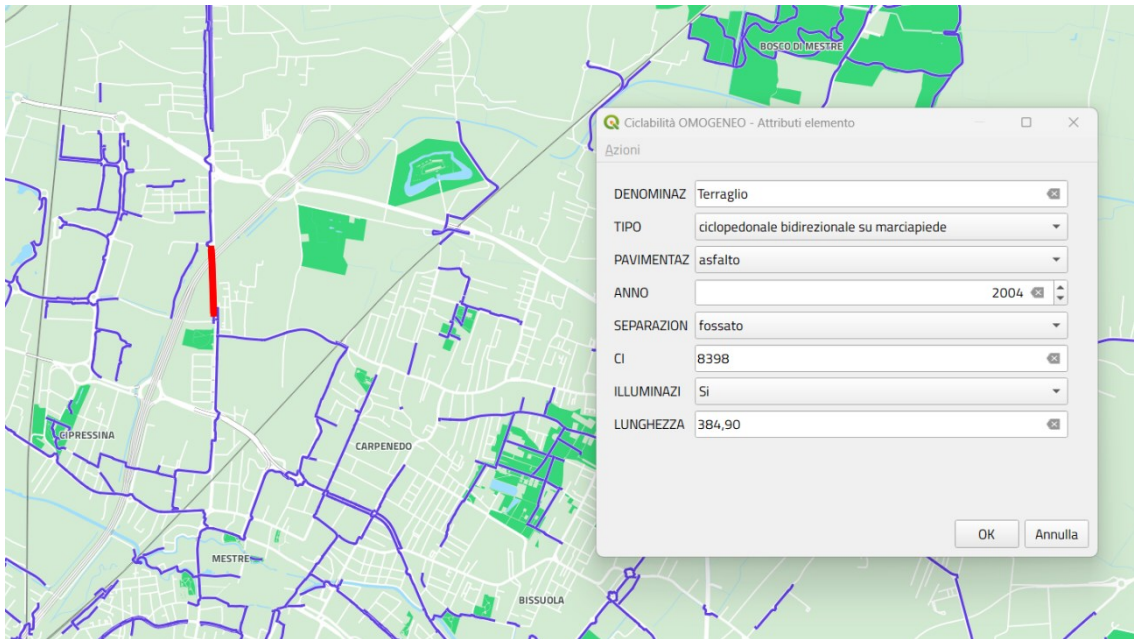 BOSCO DI MESTRE
CIPRESSINA
CARPENEDO
MESTRE
BISSUOLA
Ciclabilità OMOGENEO - Attributi elemento
Azioni
DENOMINAZ Terraglio
TIPO ciclopedonale bidirezionale su marciapiede
PAVIMENTAZ asfalto
ANNO 2004
SEPARAZION fossato
CI 8398
ILLUMINAZI Si
LUNGHEZZA 384,90
OK Annulla